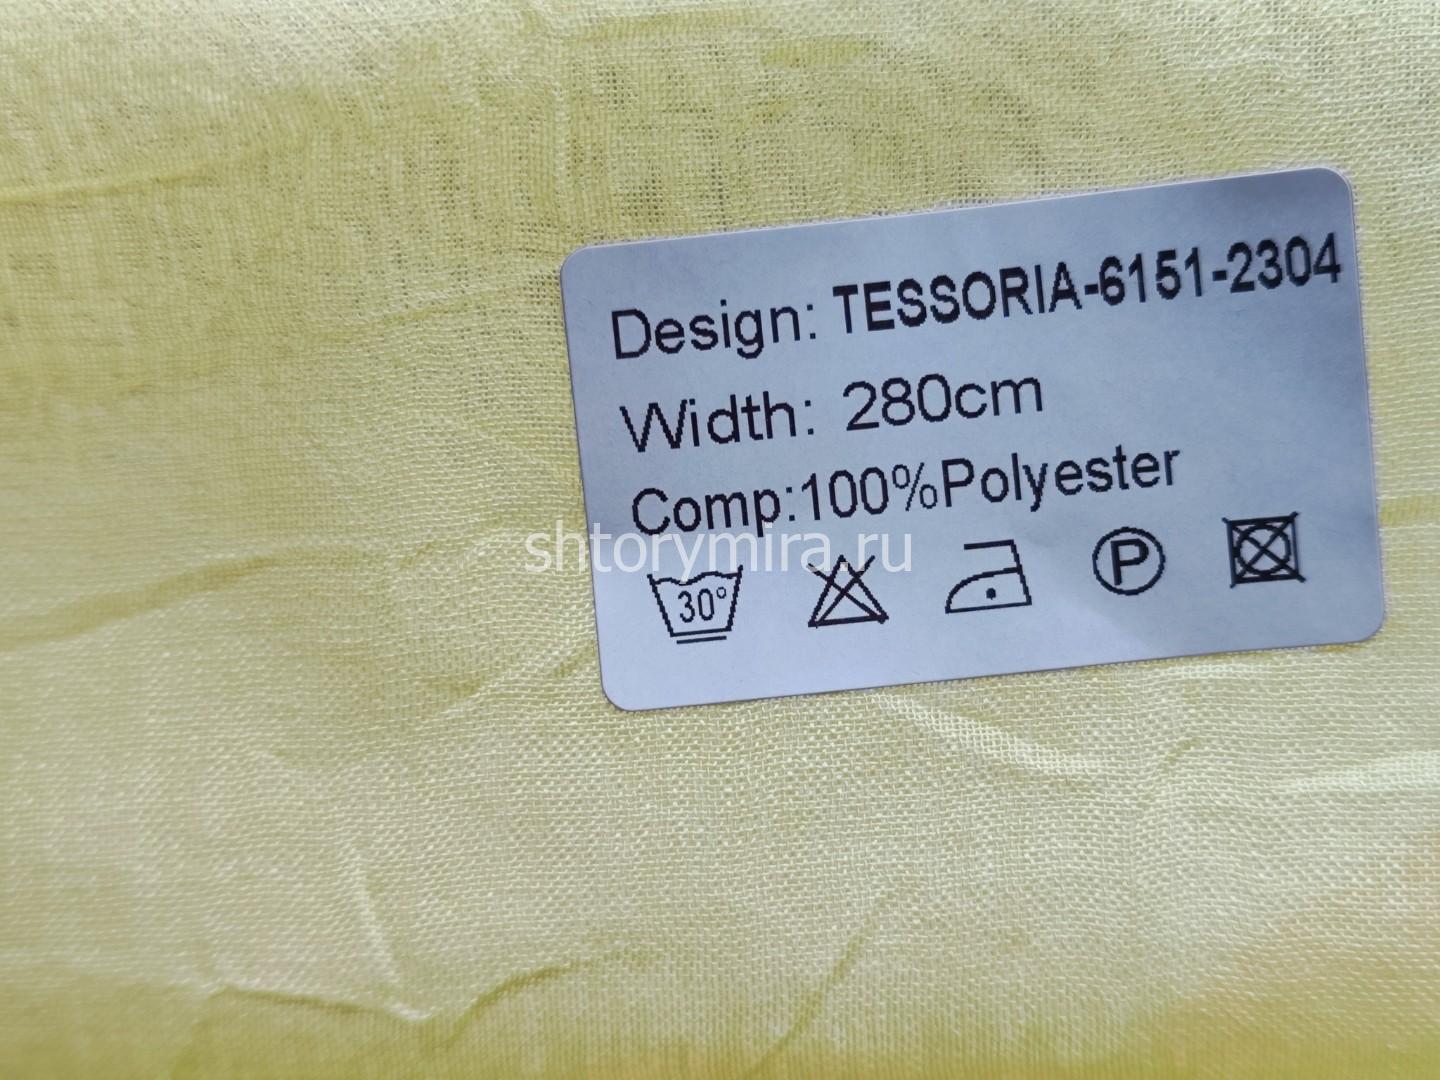 Design: TESSORIA-6151-2304
Width: 280cm
Comp:100%Polyester
shtorymira.ru
30°
P